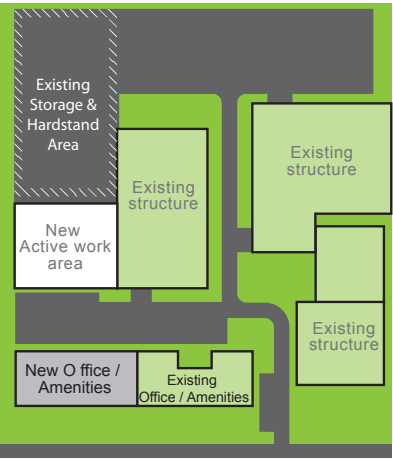 Existing
Storage &
Hardstand
Area
Existing
structure
Existing
structure
New
Active work
area
Existing
structure
New O ffice /
Amenities
Existing
Office / Amenities